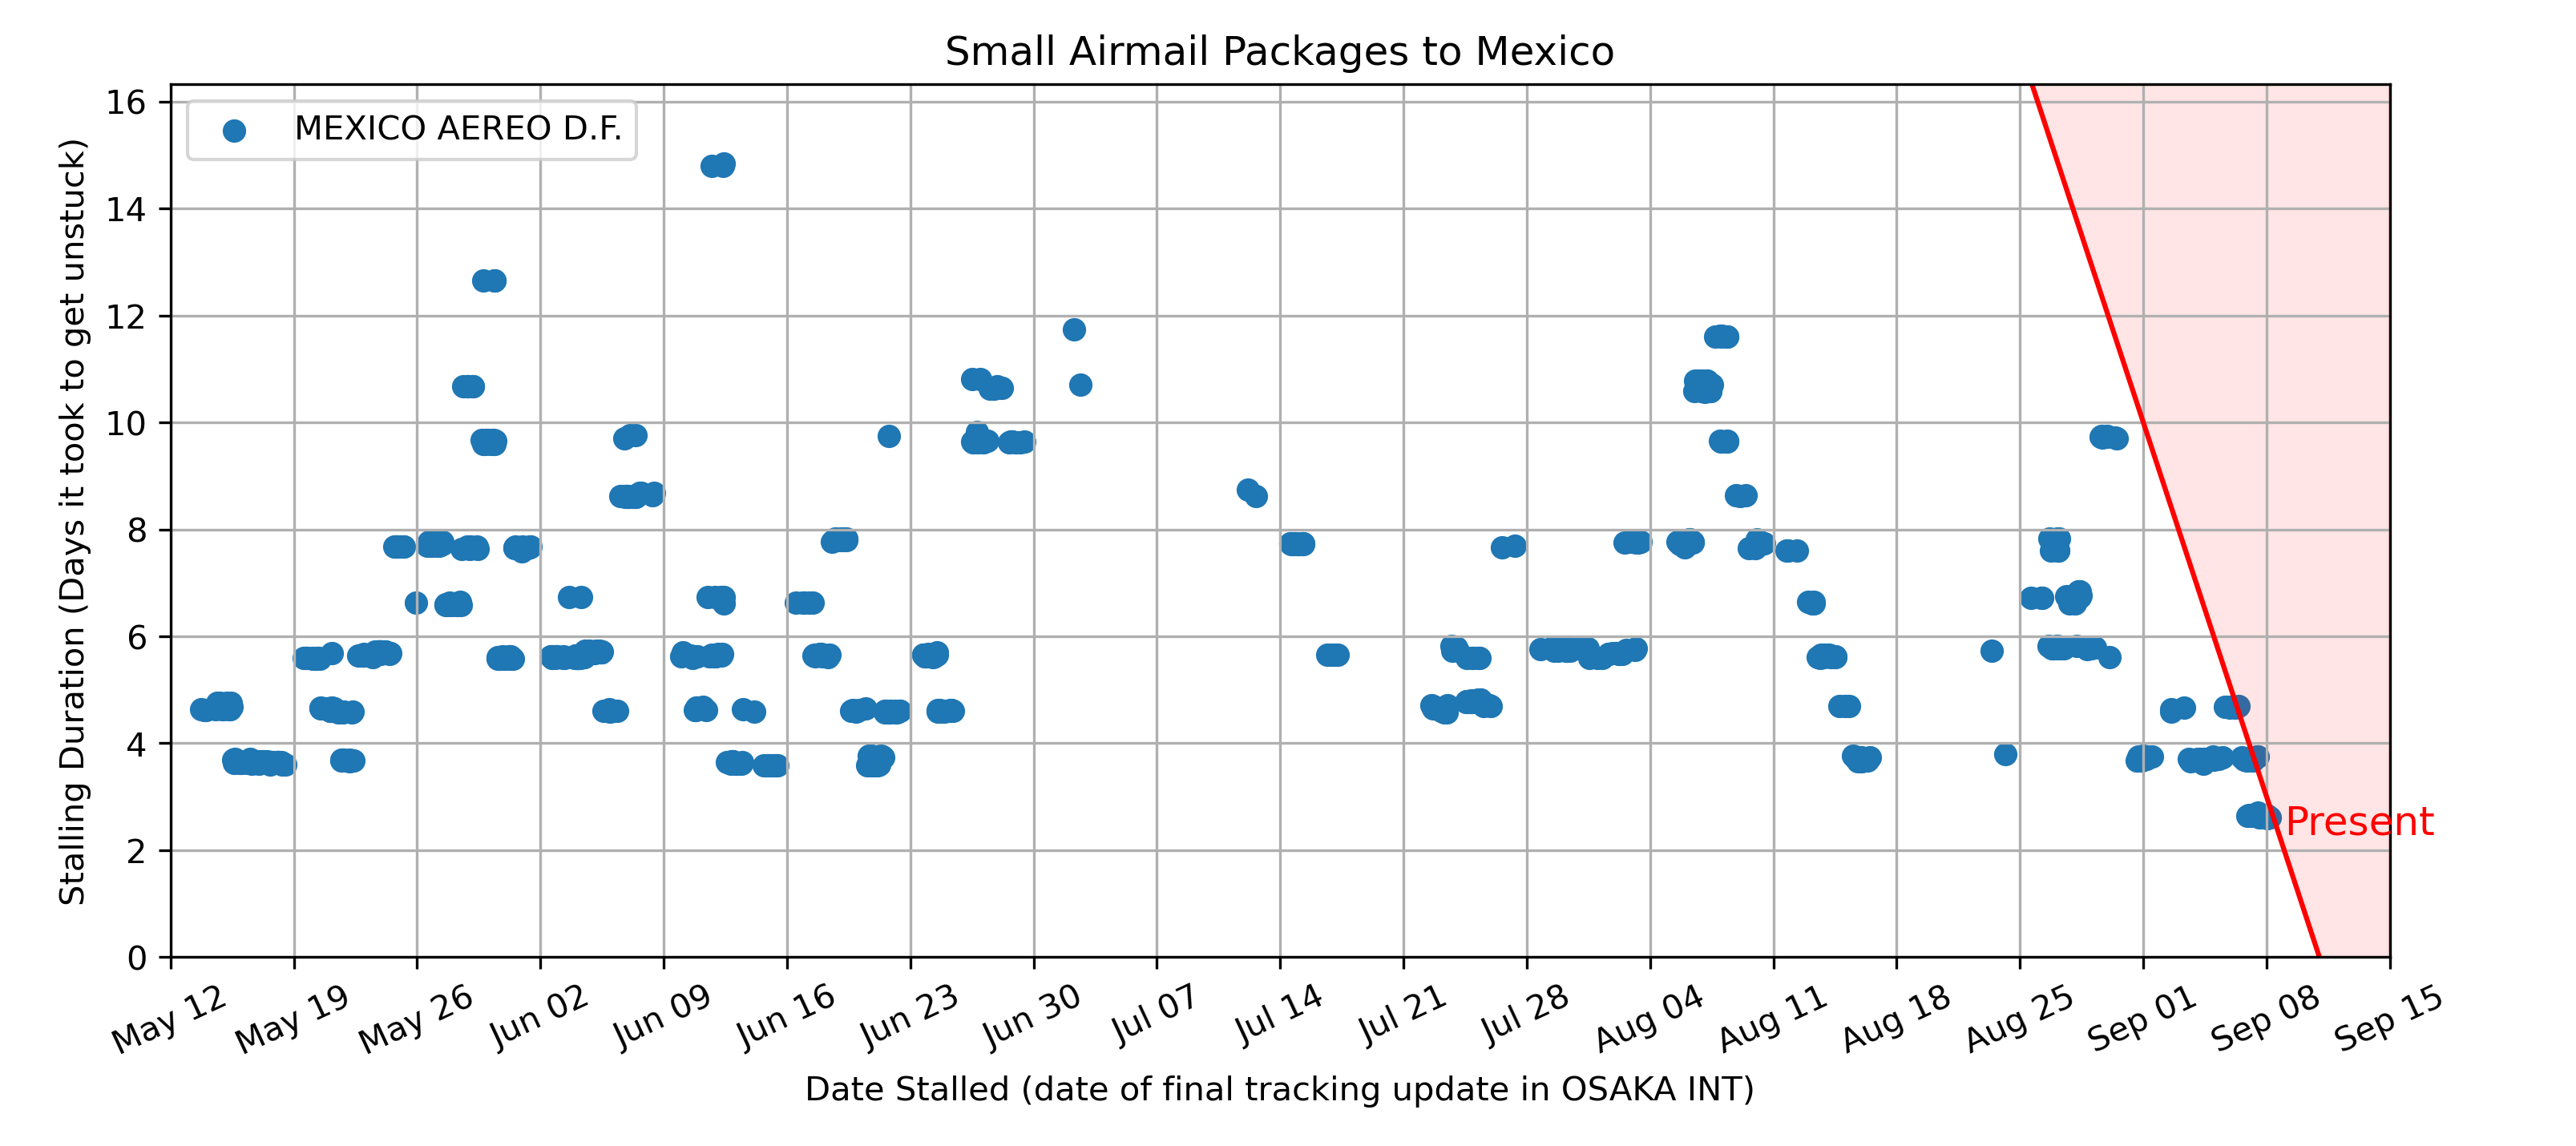 Small Airmail Packages to Mexico
MEXICO AEREO D.F.
Stalling Duration (Days it took to get unstuck)
16
14
12
10
8
6
4
2
0
Present
May 12
May 19
May 26
Jun 02
Jun 09
Jun 16
Jun 23
Jun 30
Jul 07
Jul 14
Jul 21
Jul 28
Aug 04
Aug 11
Aug 18
Aug 25
Sep 01
Sep 08
Sep 15
Date Stalled (date of final tracking update in OSAKA INT)